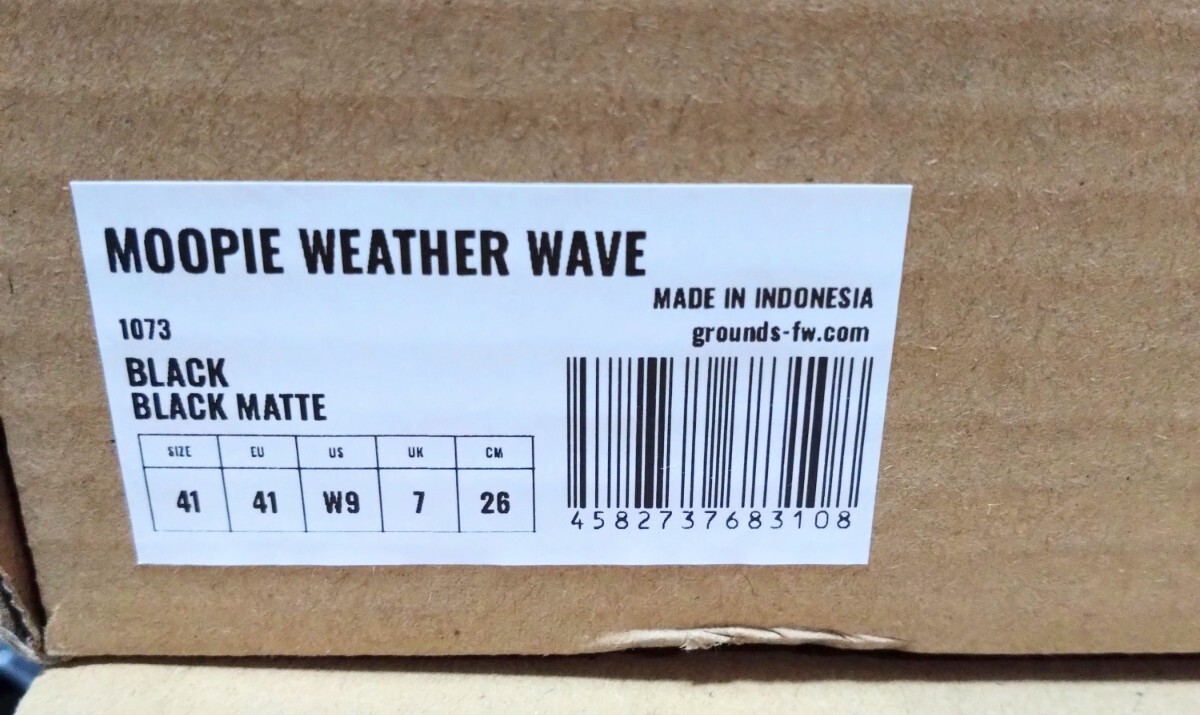 MOOPIE WEATHER WAVE
MADE IN INDONESIA
1073
grounds-fw.com
BLACK
BLACK MATTE
SIZE EU US UK CM
41 41 W9 7 26
4582737683108